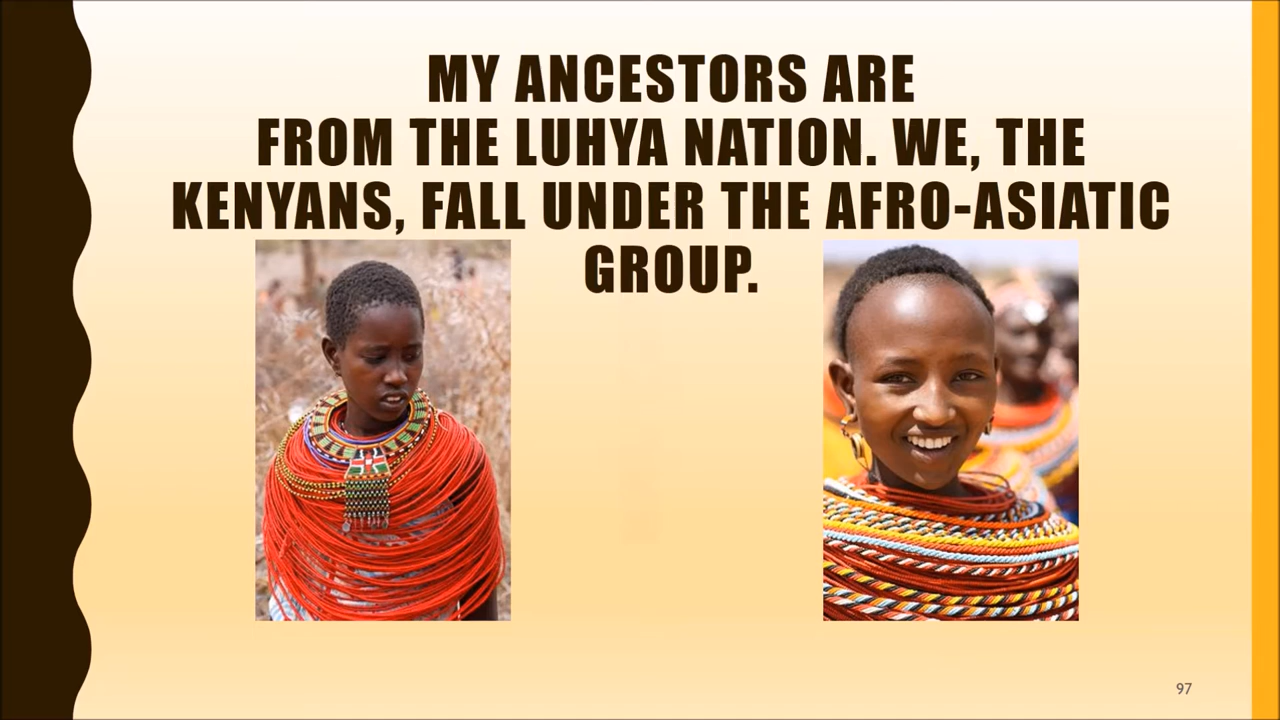 MY ANCESTORS ARE
FROM THE LUHYA NATION. WE, THE
KENYANS, FALL UNDER THE AFRO-ASIATIC
GROUP.
97